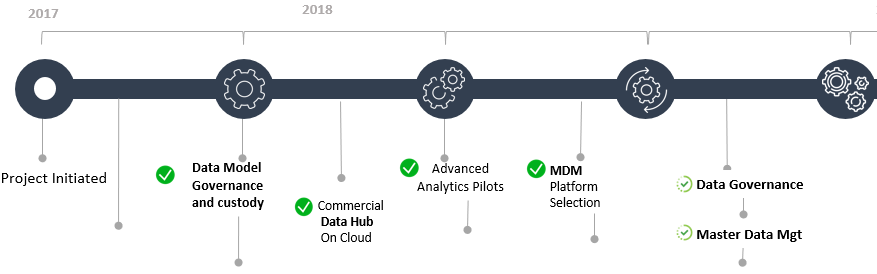 2017
2018
Project Initiated
Data Model
Governance
and custody
Commercial
Data Hub
On Cloud
Advanced
Analytics Pilots
MDM
Platform
Selection
Data Governance
Master Data Mgt